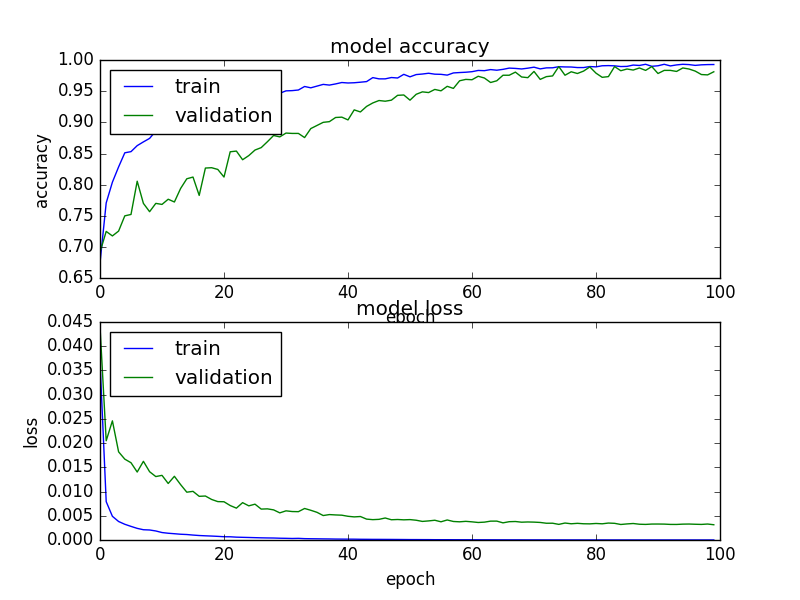 model accuracy
1.00
0.95
0.90
0.85
0.80
0.75
0.70
0.65
accuracy
train
validation
0 20 40 60 80 100
epoch
model loss
0.045
0.040
0.035
0.030
0.025
0.020
0.015
0.010
0.005
0.000
loss
train
validation
0 20 40 60 80 100
epoch